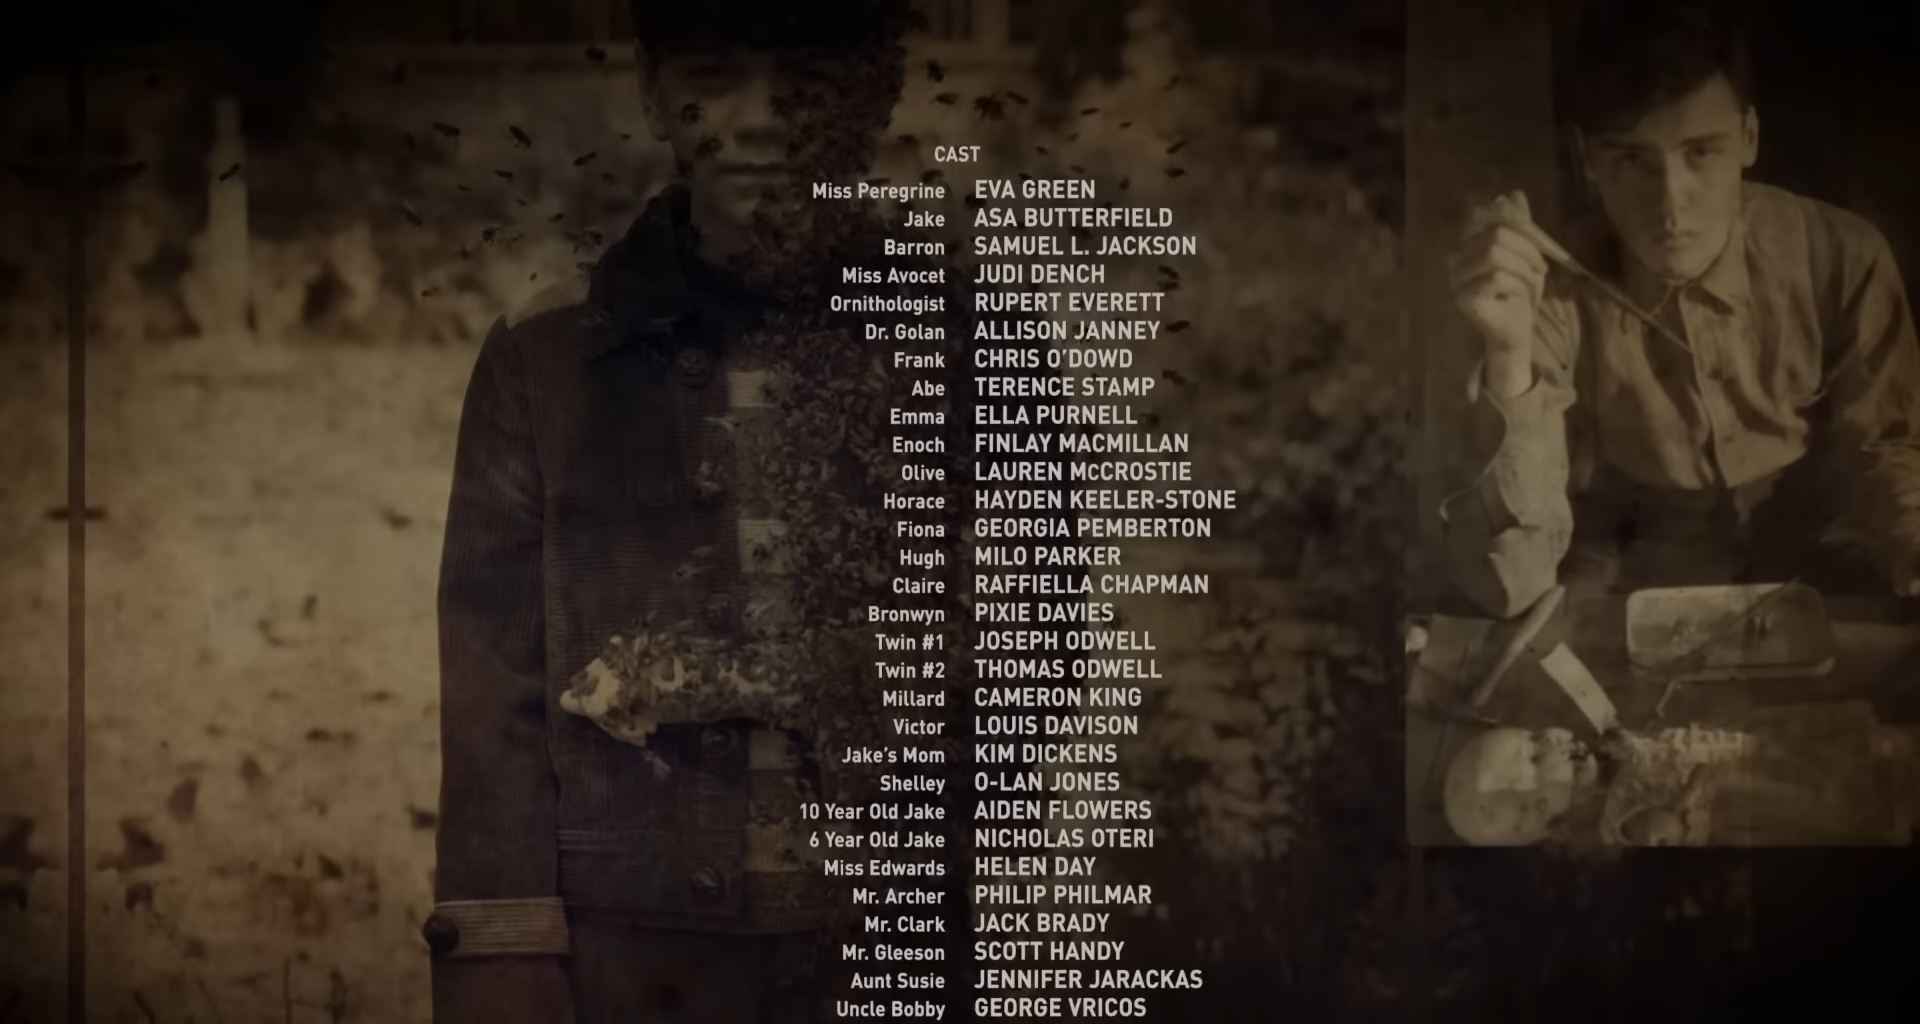 CAST
Miss Peregrine EVA GREEN
Jake ASA BUTTERFIELD
Barron SAMUEL L. JACKSON
Miss Avocet JUDI DENCH
Ornithologist RUPERT EVERETT
Dr. Golan ALLISON JANNEY
Frank CHRIS O'DOWD
Abe TERENCE STAMP
Emma ELLA PURNELL
Enoch FINLAY MACMILLAN
Olive LAUREN McCROSTIE
Horace HAYDEN KEELER-STONE
Fiona GEORGIA PEMBERTON
Hugh MILO PARKER
Claire RAFFIELLA CHAPMAN
Bronwyn PIXIE DAVIES
Twin #1 JOSEPH ODWELL
Twin #2 THOMAS ODWELL
Millard CAMERON KING
Victor LOUIS DAVISON
Jake's Mom KIM DICKENS
Shelley O-LAN JONES
10 Year Old Jake AIDEN FLOWERS
6 Year Old Jake NICHOLAS OTERI
Miss Edwards HELEN DAY
Mr. Archer PHILIP PHILMAR
Mr. Clark JACK BRADY
Mr. Gleeson SCOTT HANDY
Aunt Susie JENNIFER JARACKAS
Uncle Bobby GEORGE VRICOS